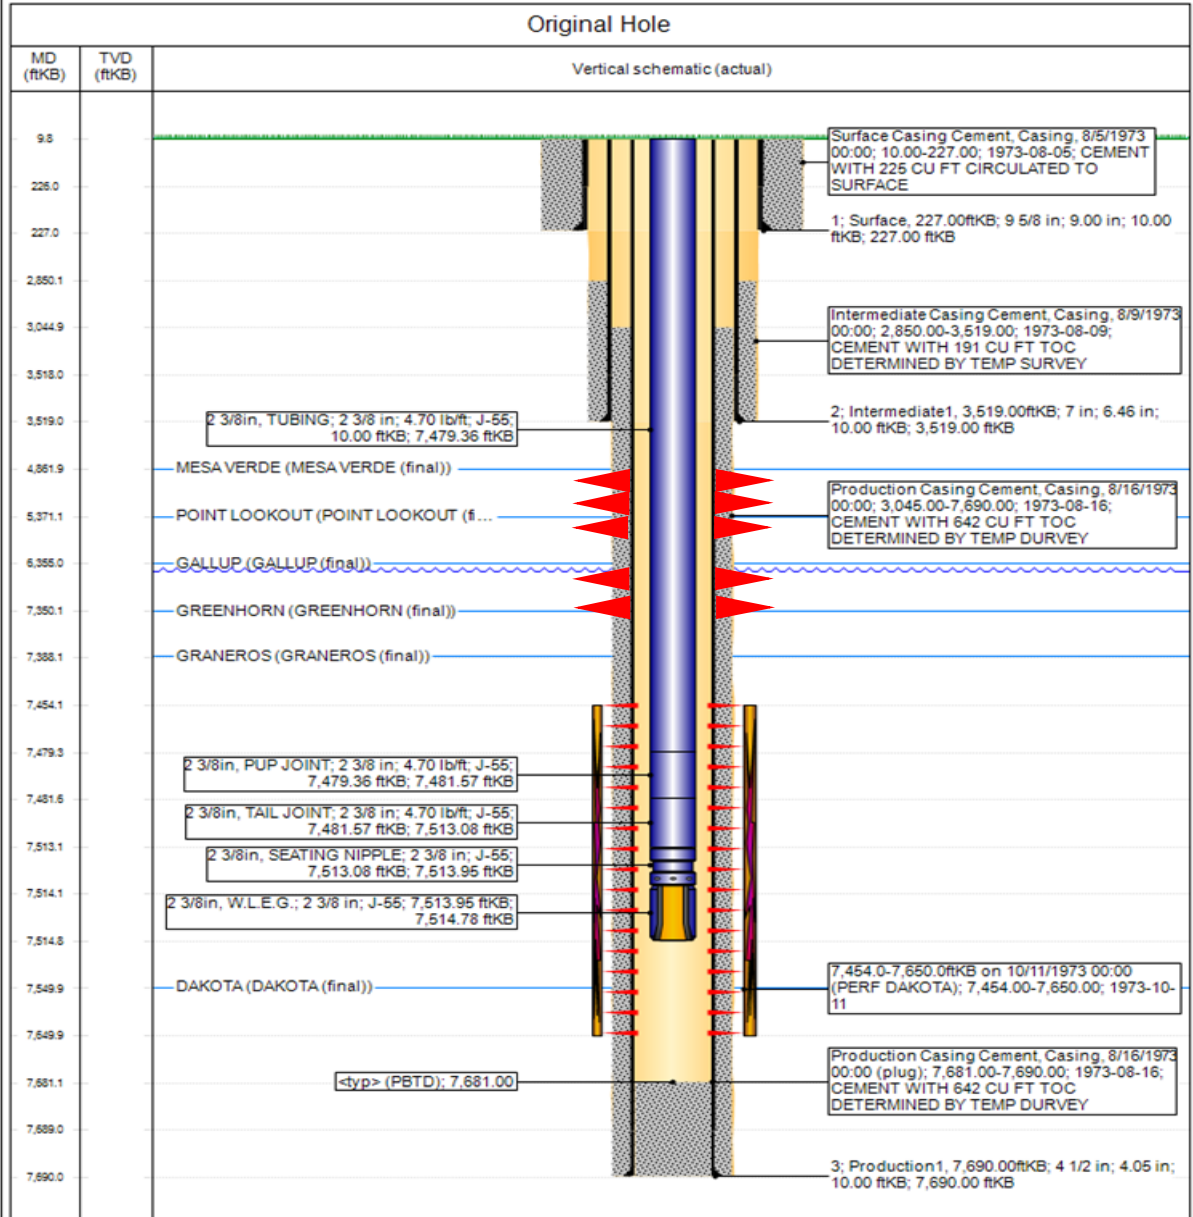 Original Hole
MD
(ftKB)
TVD
(ftKB)
Vertical schematic (actual)
9.8
226.0
227.0
2,850.1
3,044.9
3,518.0
3,519.0
4,861.9
5,371.1
6,355.0
7,350.1
7,388.1
7,454.1
7,479.3
7,481.6
7,513.1
7,514.1
7,514.8
7,549.9
7,649.9
7,681.1
7,689.0
7,690.0
Surface Casing Cement, Casing, 8/5/1973
00:00; 10.00-227.00; 1973-08-05; CEMENT
WITH 225 CU FT CIRCULATED TO
SURFACE
1; Surface, 227.00ftKB; 9 5/8 in; 9.00 in; 10.00
ftKB; 227.00 ftKB
Intermediate Casing Cement, Casing, 8/9/1973
00:00; 2,850.00-3,519.00; 1973-08-09;
CEMENT WITH 191 CU FT TOC
DETERMINED BY TEMP SURVEY
2 3/8in, TUBING; 2 3/8 in; 4.70 lb/ft; J-55;
10.00 ftKB; 7,479.36 ftKB
2; Intermediate1, 3,519.00ftKB; 7 in; 6.46 in;
10.00 ftKB; 3,519.00 ftKB
MESA VERDE (MESA VERDE (final))
Production Casing Cement, Casing, 8/16/1973
00:00; 3,045.00-7,690.00; 1973-08-16;
CEMENT WITH 642 CU FT TOC
DETERMINED BY TEMP DURVEY
POINT LOOKOUT (POINT LOOKOUT (fi...
GALLUP (GALLUP (final))
GREENHORN (GREENHORN (final))
GRANEROS (GRANEROS (final))
2 3/8in, PUP JOINT; 2 3/8 in; 4.70 lb/ft; J-55;
7,479.36 ftKB; 7,481.57 ftKB
2 3/8in, TAIL JOINT; 2 3/8 in; 4.70 lb/ft; J-55;
7,481.57 ftKB; 7,513.08 ftKB
2 3/8in, SEATING NIPPLE; 2 3/8 in; J-55;
7,513.08 ftKB; 7,513.95 ftKB
2 3/8in, W.L.E.G.; 2 3/8 in; J-55; 7,513.95 ftKB;
7,514.78 ftKB
DAKOTA (DAKOTA (final))
7,454.0-7,650.0ftKB on 10/11/1973 00:00
(PERF DAKOTA); 7,454.00-7,650.00; 1973-10-
11
<typ> (PBTD); 7,681.00
Production Casing Cement, Casing, 8/16/1973
00:00 (plug); 7,681.00-7,690.00; 1973-08-16;
CEMENT WITH 642 CU FT TOC
DETERMINED BY TEMP DURVEY
3; Production1, 7,690.00ftKB; 4 1/2 in; 4.05 in;
10.00 ftKB; 7,690.00 ftKB